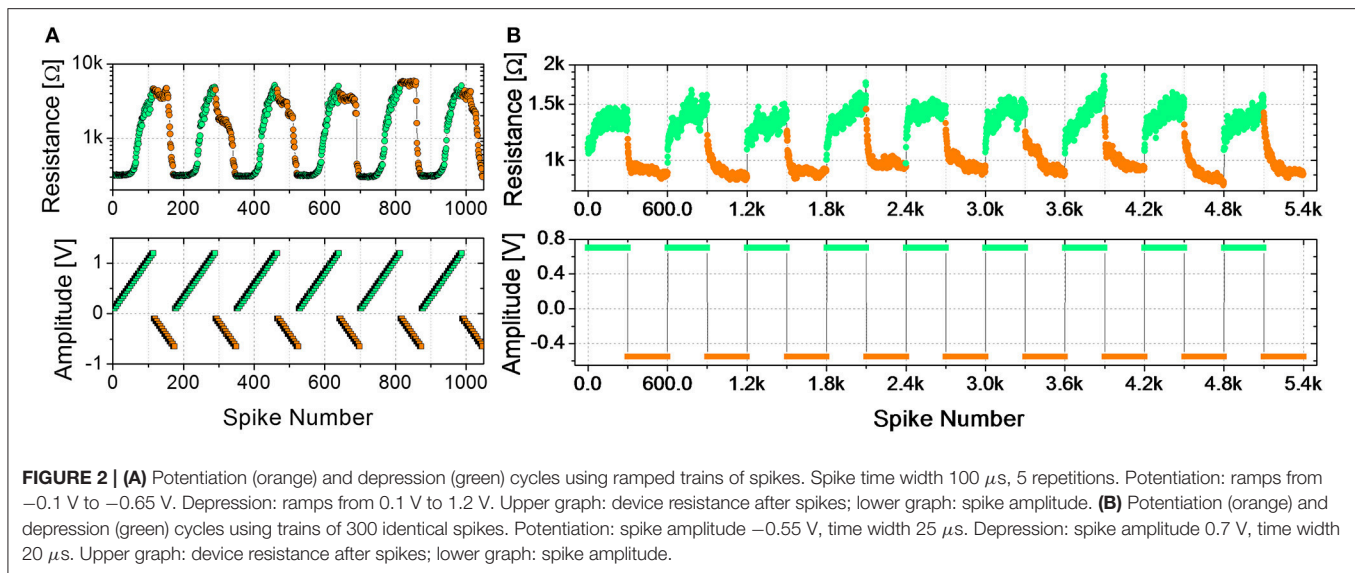 A
B
Resistance [Ω]
10k
1k
0 200 400 600 800 1000
Amplitude [V]
1
0
-1
0 200 400 600 800 1000
Spike Number
Resistance [Ω]
2k
1.5k
1k
0.0 600.0 1.2k 1.8k 2.4k 3.0k 3.6k 4.2k 4.8k 5.4k
Amplitude [V]
0.8
0.4
0.0
-0.4
0.0 600.0 1.2k 1.8k 2.4k 3.0k 3.6k 4.2k 4.8k 5.4k
Spike Number
FIGURE 2 | (A) Potentiation (orange) and depression (green) cycles using ramped trains of spikes. Spike time width 100 μs, 5 repetitions. Potentiation: ramps from
−0.1 V to −0.65 V. Depression: ramps from 0.1 V to 1.2 V. Upper graph: device resistance after spikes; lower graph: spike amplitude. (B) Potentiation (orange) and
depression (green) cycles using trains of 300 identical spikes. Potentiation: spike amplitude −0.55 V, time width 25 μs. Depression: spike amplitude 0.7 V, time width
20 μs. Upper graph: device resistance after spikes; lower graph: spike amplitude.